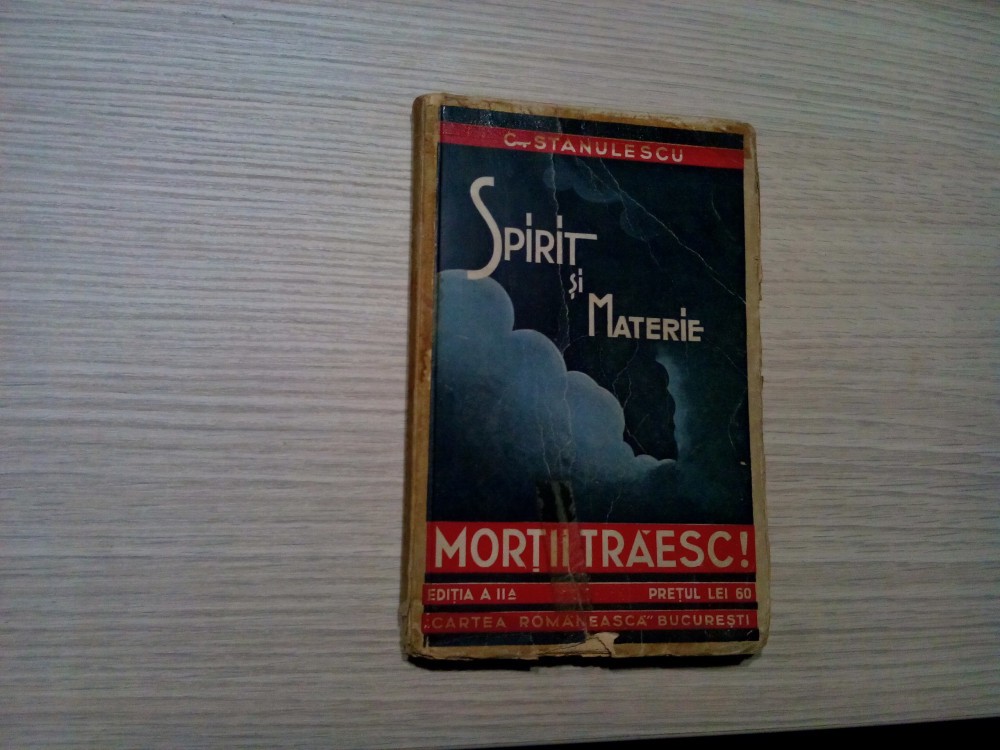 C. STANULESCU
SPIRIT
și
MATERIE
MORȚII TRĂESC!
EDIȚIA A II A
PREȚUL LEI 60
"CARTEA ROMÂNEASCĂ" BUCUREȘTI